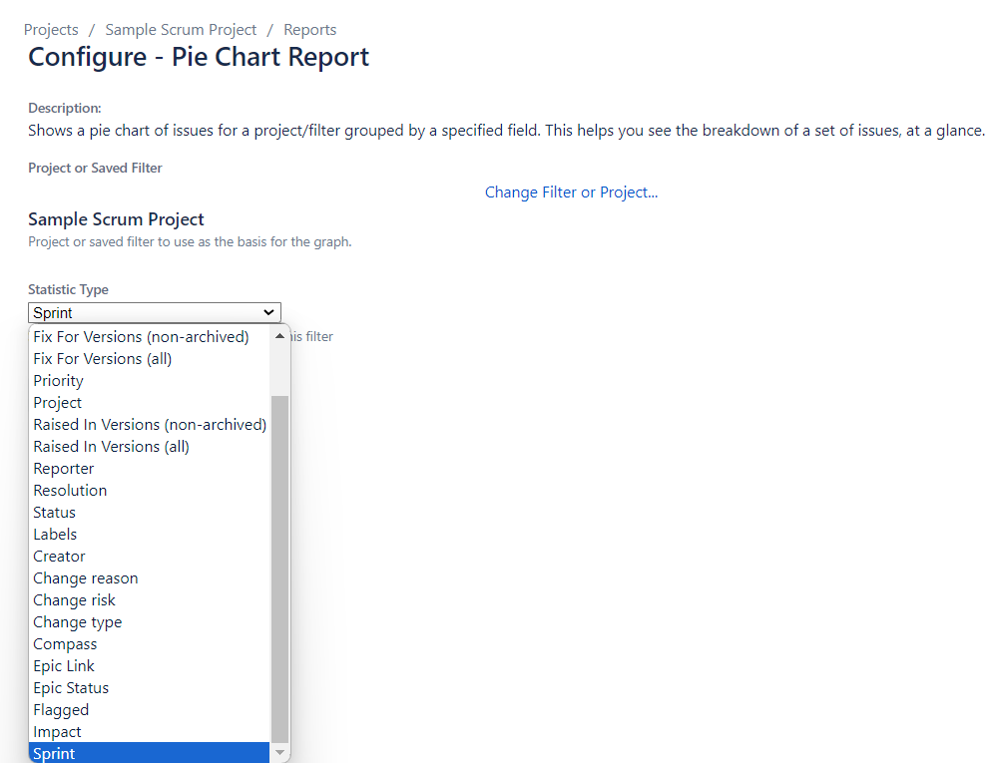 Projects / Sample Scrum Project / Reports
Configure - Pie Chart Report
Description:
Shows a pie chart of issues for a project/filter grouped by a specified field. This helps you see the breakdown of a set of issues, at a glance.
Project or Saved Filter
Change Filter or Project...
Sample Scrum Project
Project or saved filter to use as the basis for the graph.
Statistic Type
Sprint
filter
Fix For Versions (non-archived)
Fix For Versions (all)
Priority
Project
Raised In Versions (non-archived)
Raised In Versions (all)
Reporter
Resolution
Status
Labels
Creator
Change reason
Change risk
Change type
Compass
Epic Link
Epic Status
Flagged
Impact
Sprint